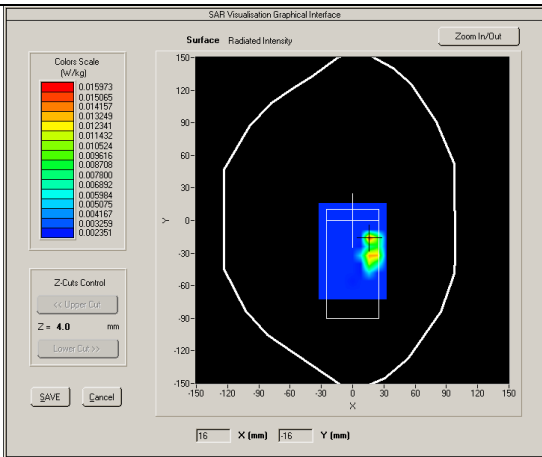 SAR Visualisation Graphical Interface
Surface Radiated Intensity
Zoom In/Out
Colors Scale
(W/kg)
0.015973
0.015065
0.014157
0.013249
0.012341
0.011432
0.010524
0.009616
0.008708
0.007800
0.006892
0.005984
0.005075
0.004167
0.003259
0.002351
Z-Cuts Control
<< Upper Cut
Z = 4.0 mm
Lower Cut >>
SAVE Cancel
150
120
90
60
30
0
-30
-60
-90
-120
-150
Y
-150 -120 -90 -60 -30 0 30 60 90 120 150
X
16 X (mm) -16 Y (mm)